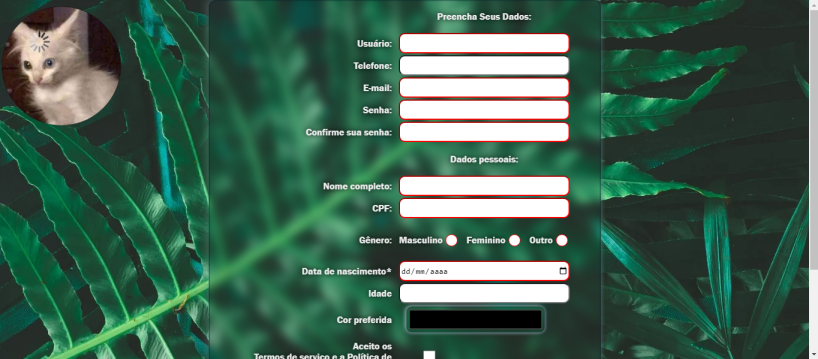 Preencha Seus Dados:
Usuário:
Telefone:
E-mail:
Senha:
Confirme sua senha:
Dados pessoais:
Nome completo:
CPF:
Gênero: Masculino Feminino Outro
Data de nascimento* dd/mm/aaaa
Idade
Cor preferida
Aceito os
Termos de serviço e a Política de